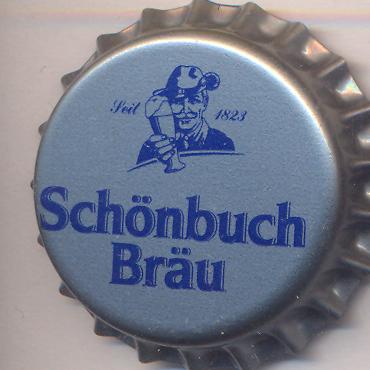 Seit 1823
Schönbuch
Bräu